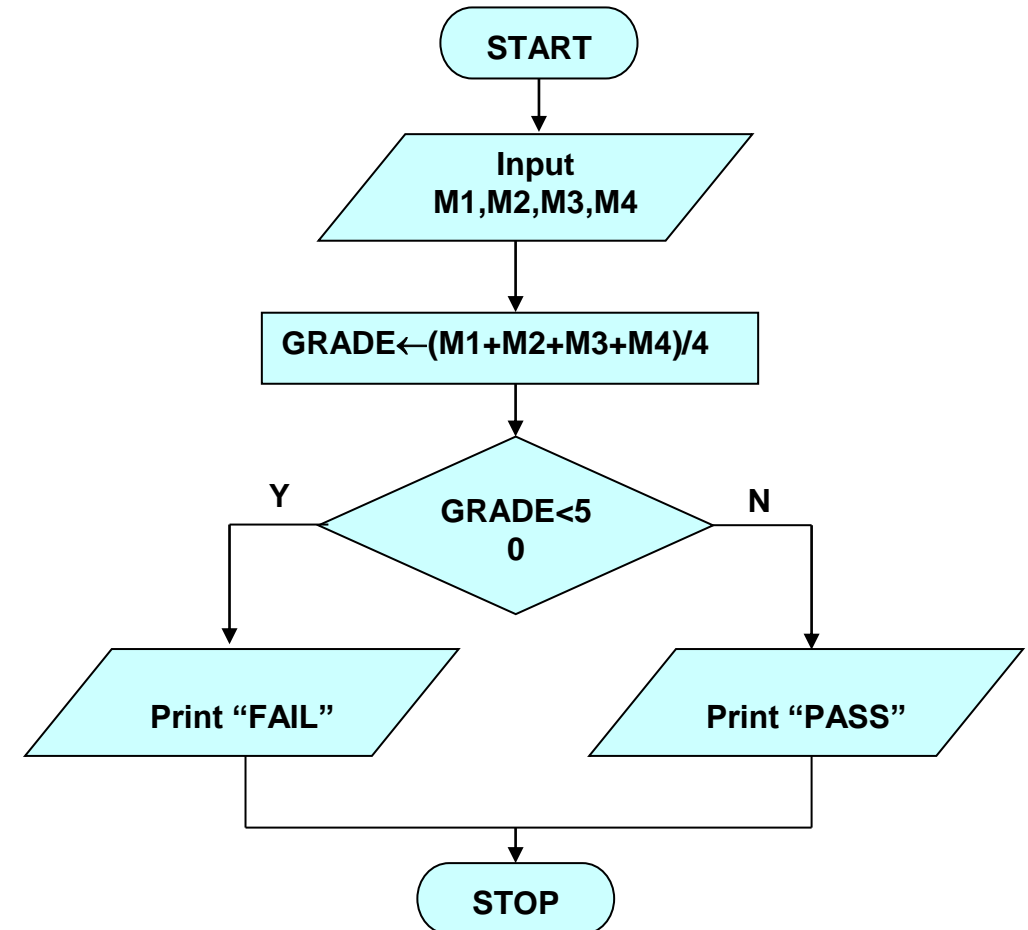 START
Input
M1,M2,M3,M4
GRADE←(M1+M2+M3+M4)/4
Y
GRADE<5
0
N
Print “FAIL”
Print “PASS”
STOP